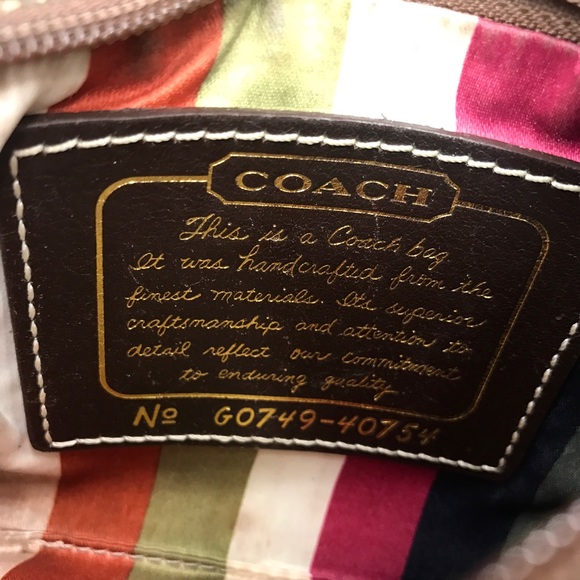 COACH
This is a Coach bag
It was handcrafted from the
finest materials. Its superior
craftsmanship and attention to
detail reflect our commitment
to enduring quality.
No G0749-40754